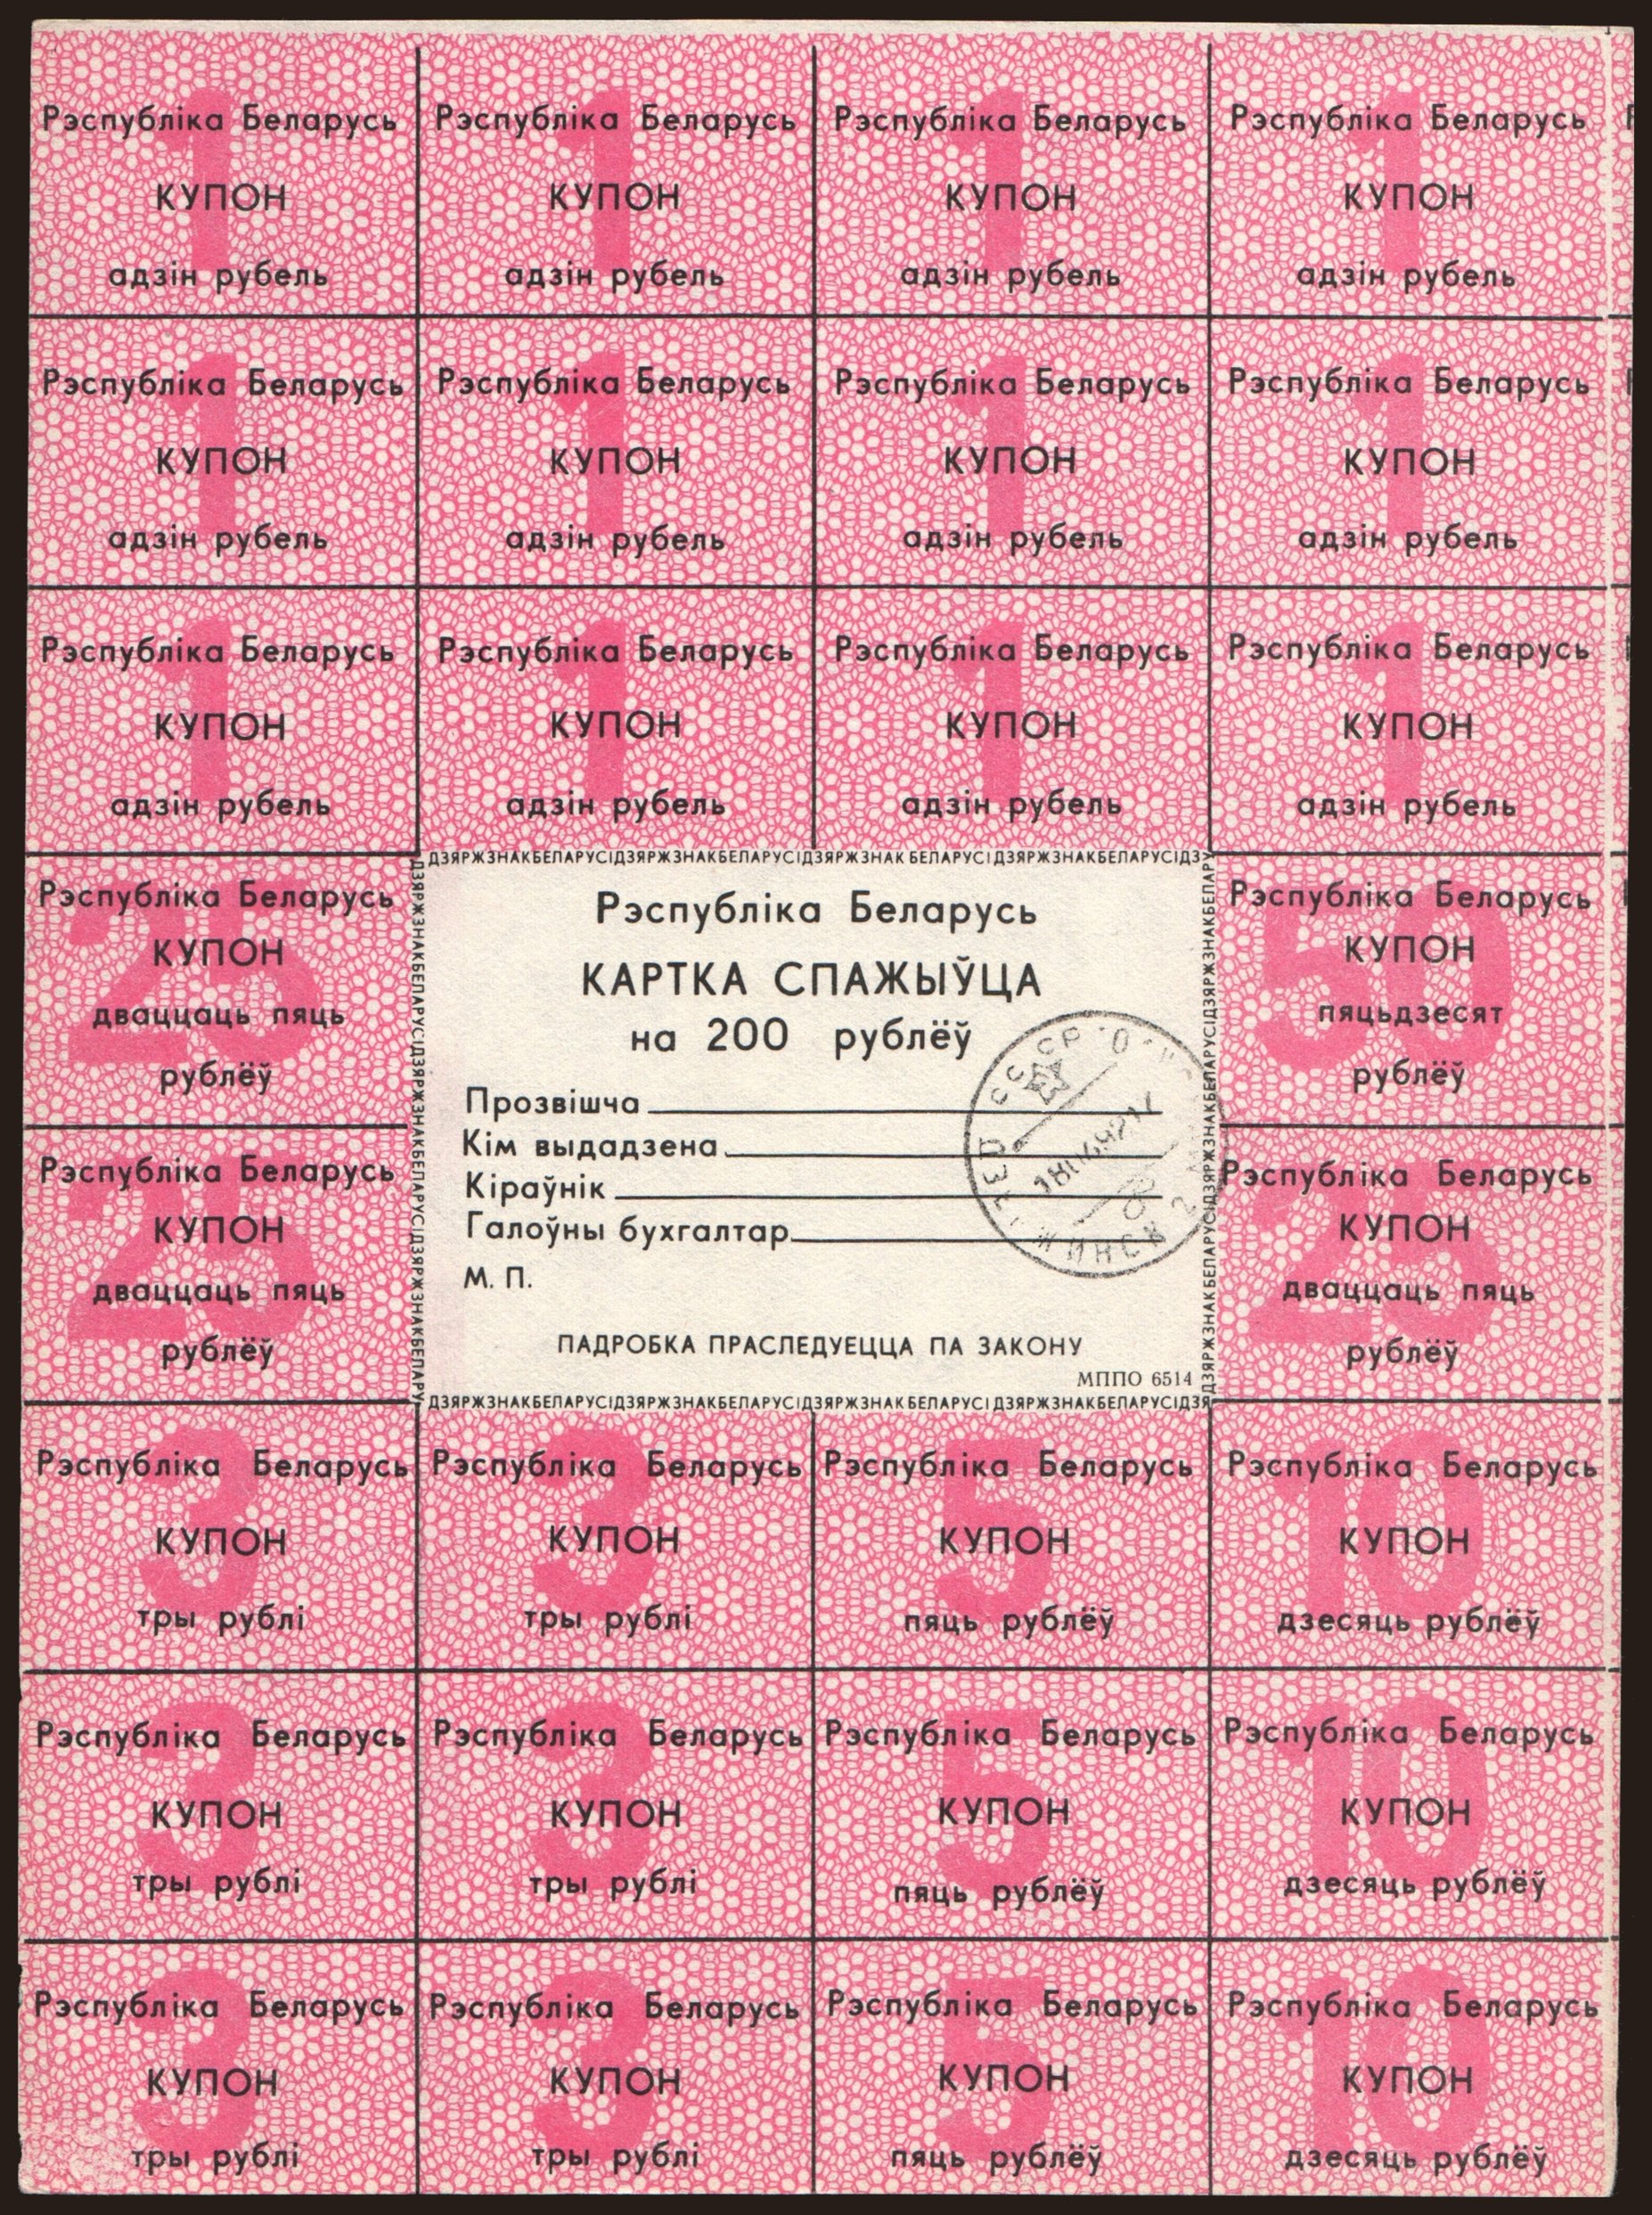 Рэспубліка Беларусь Рэспубліка Беларусь Рэспубліка Беларусь Рэспубліка Беларусь
1 1 1 1
КУПОН КУПОН КУПОН КУПОН
адзін рубель адзін рубель адзін рубель адзін рубель
Рэспубліка Беларусь Рэспубліка Беларусь Рэспубліка Беларусь Рэспубліка Беларусь
1 1 1 1
КУПОН КУПОН КУПОН КУПОН
адзін рубель адзін рубель адзін рубель адзін рубель
Рэспубліка Беларусь Рэспубліка Беларусь Рэспубліка Беларусь Рэспубліка Беларусь
1 1 1 1
КУПОН КУПОН КУПОН КУПОН
адзін рубель адзін рубель адзін рубель адзін рубель
Рэспубліка Беларусь
25
КУПОН
дваццаць пяць
рублёў
Рэспубліка Беларусь
25
КУПОН
дваццаць пяць
рублёў
ДЗЯРЖЗНАКБЕЛАРУСІДЗЯРЖЗНАКБЕЛАРУСІДЗЯРЖЗНАКБЕЛАРУСІДЗЯРЖЗНАКБЕЛАРУСІДЗЯ
Рэспубліка Беларусь
КАРТКА СПАЖЫЎЦА
на 200 рублёў
Прозвішча
Кім выдадзена
Кіраўнік
Галоўны бухгалтар
М. П.
ПАДРОБКА ПРАСЛЕДУЕЦЦА ПА ЗАКОНУ
МППО 6514
ДЗЯРЖЗНАКБЕЛАРУСІДЗЯРЖЗНАКБЕЛАРУСІДЗЯРЖЗНАКБЕЛАРУСІДЗЯРЖЗНАКБЕЛАРУСІДЗЯ
СССР
Рэспубліка Беларусь
50
КУПОН
пяцьдзесят
рублёў
Рэспубліка Беларусь
25
КУПОН
дваццаць пяць
рублёў
Рэспубліка Беларусь Рэспубліка Беларусь Рэспубліка Беларусь Рэспубліка Беларусь
3 3 5 10
КУПОН КУПОН КУПОН КУПОН
тры рублі тры рублі пяць рублёў дзесяць рублёў
Рэспубліка Беларусь Рэспубліка Беларусь Рэспубліка Беларусь Рэспубліка Беларусь
3 3 5 10
КУПОН КУПОН КУПОН КУПОН
тры рублі тры рублі пяць рублёў дзесяць рублёў
Рэспубліка Беларусь Рэспубліка Беларусь Рэспубліка Беларусь Рэспубліка Беларусь
3 3 5 10
КУПОН КУПОН КУПОН КУПОН
тры рублі тры рублі пяць рублёў дзесяць рублёў